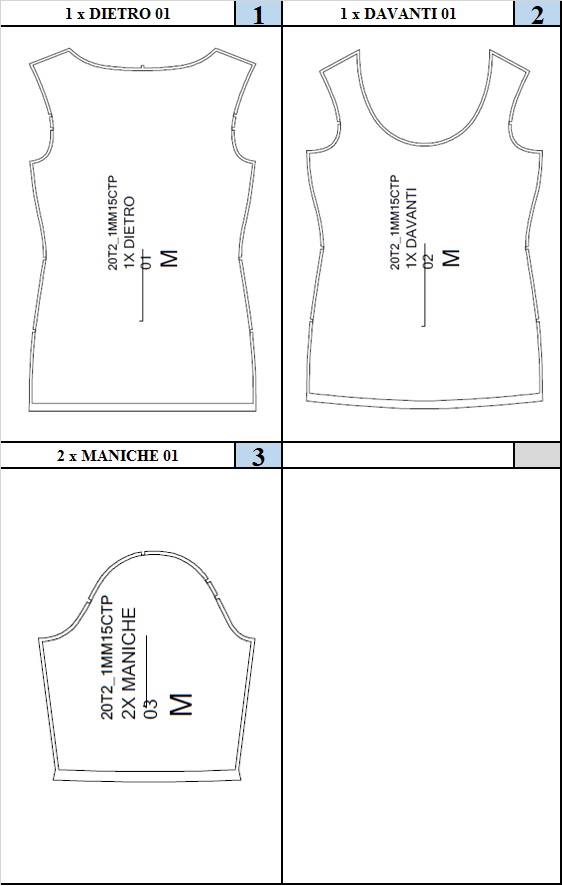 1 x DIETRO 01
1
1 x DAVANTI 01
2
20T2_1MM15CTP
1X DIETRO
01
M
20T2_1MM15CTP
1X DAVANTI
02
M
2 x MANICHE 01
3
20T2_1MM15CTP
2X MANICHE
03
M